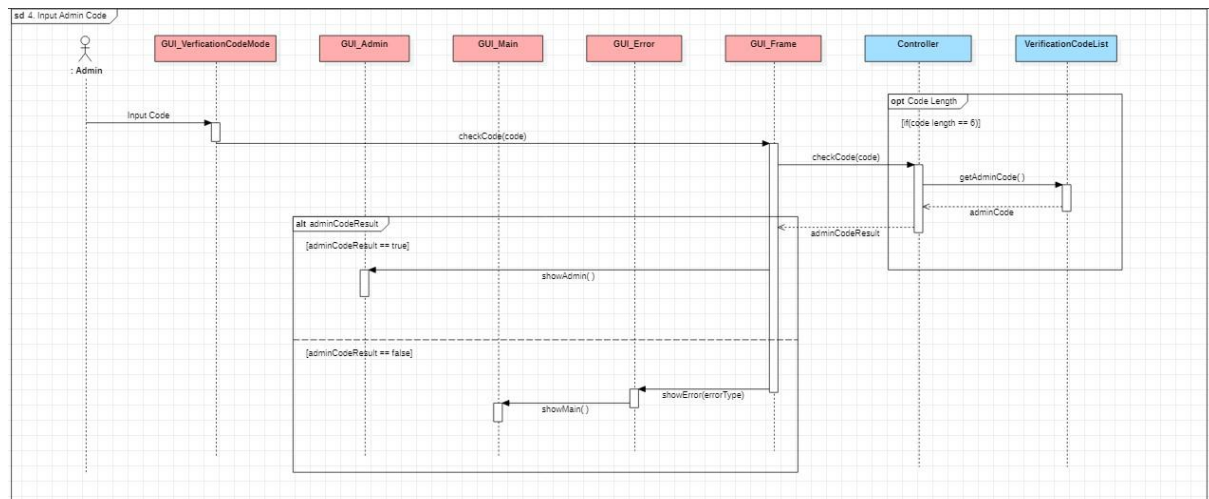 sd 4. Input Admin Code
: Admin
GUI_VerficationCodeMode
GUI_Admin
GUI_Main
GUI_Error
GUI_Frame
Controller
VerificationCodeList
opt Code Length
[if(code length == 6)]
Input Code
checkCode(code)
checkCode(code)
getAdminCode( )
adminCode
adminCodeResult
alt adminCodeResult
[adminCodeResult == true]
showAdmin( )
[adminCodeResult == false]
showError(errorType)
showMain( )